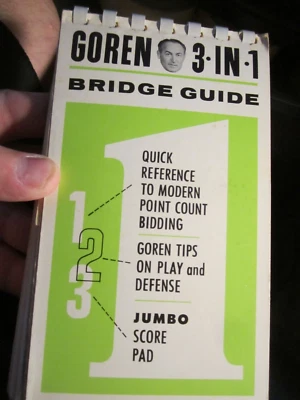 GOREN 3·IN·1
BRIDGE GUIDE
1
1
QUICK
REFERENCE
TO MODERN
POINT COUNT
BIDDING
2
GOREN TIPS
ON PLAY and
DEFENSE
3
JUMBO
SCORE
PAD